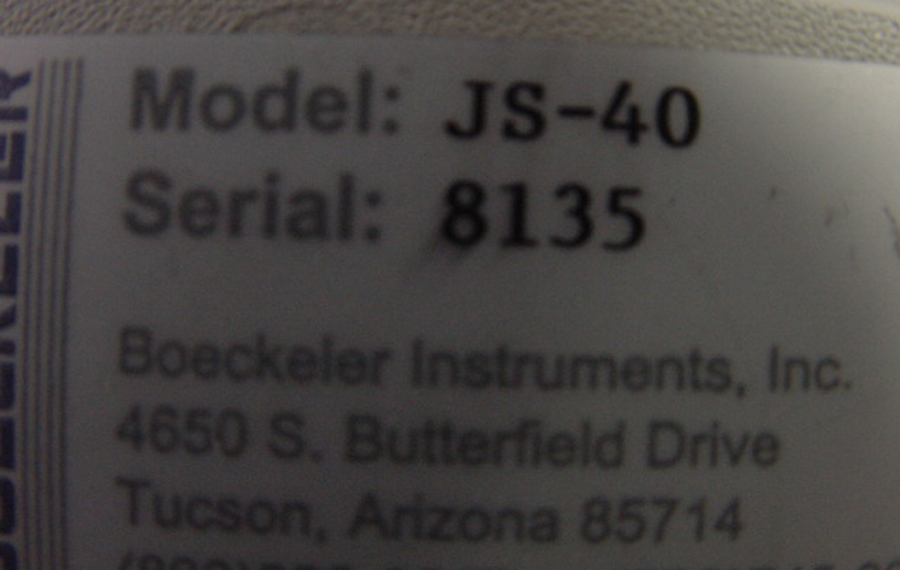 Model: JS-40
Serial: 8135
Boeckeler Instruments, Inc.
4650 S. Butterfield Drive
Tucson, Arizona 85714